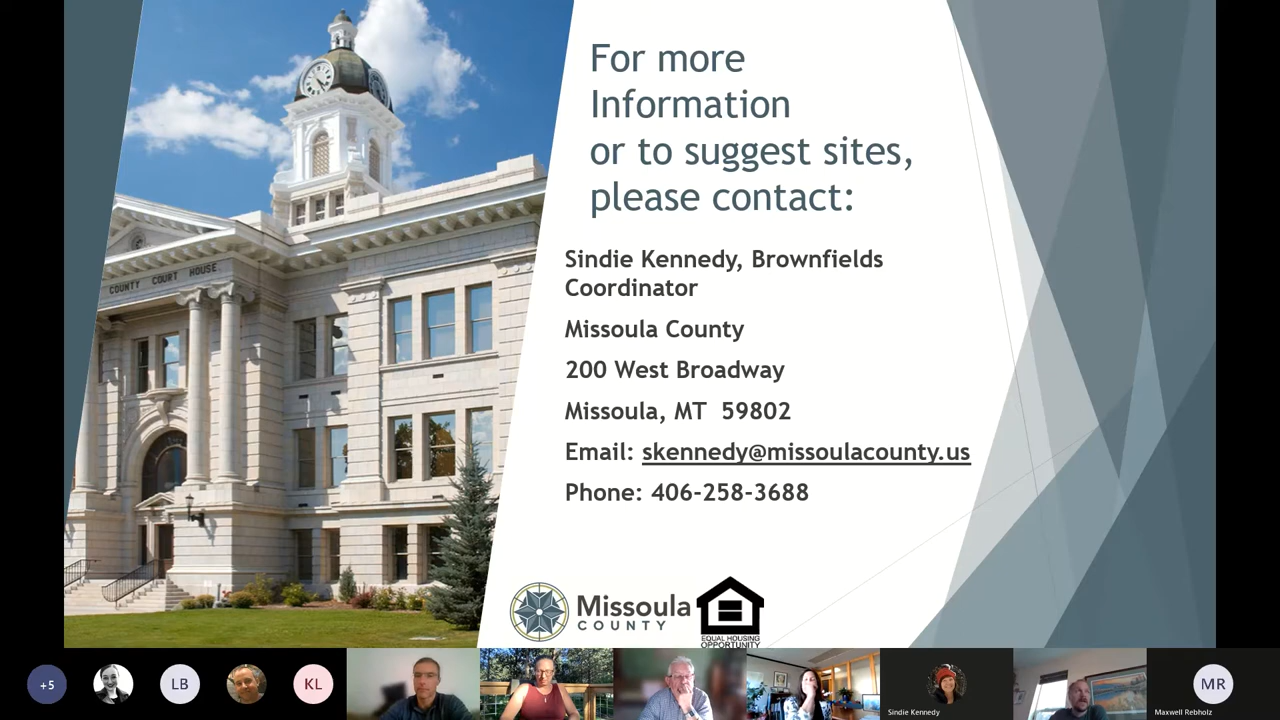 For more
Information
or to suggest sites,
please contact:
COUNTY COURT HOUSE
Sindie Kennedy, Brownfields
Coordinator
Missoula County
200 West Broadway
Missoula, MT 59802
Email: skennedy@missoulacounty.us
Phone: 406-258-3688
Missoula
COUNTY
EQUAL HOUSING
OPPORTUNITY
+5
LB
KL
Sindie Kennedy
MR
Maxwell Rebholz